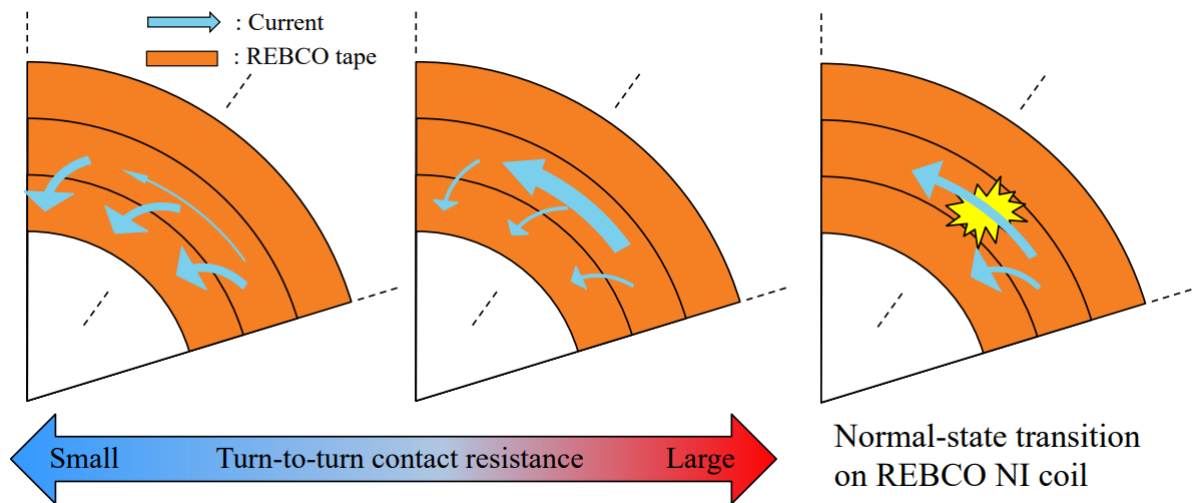 : Current
: REBCO tape
Small
Turn-to-turn contact resistance
Large
Normal-state transition
on REBCO NI coil